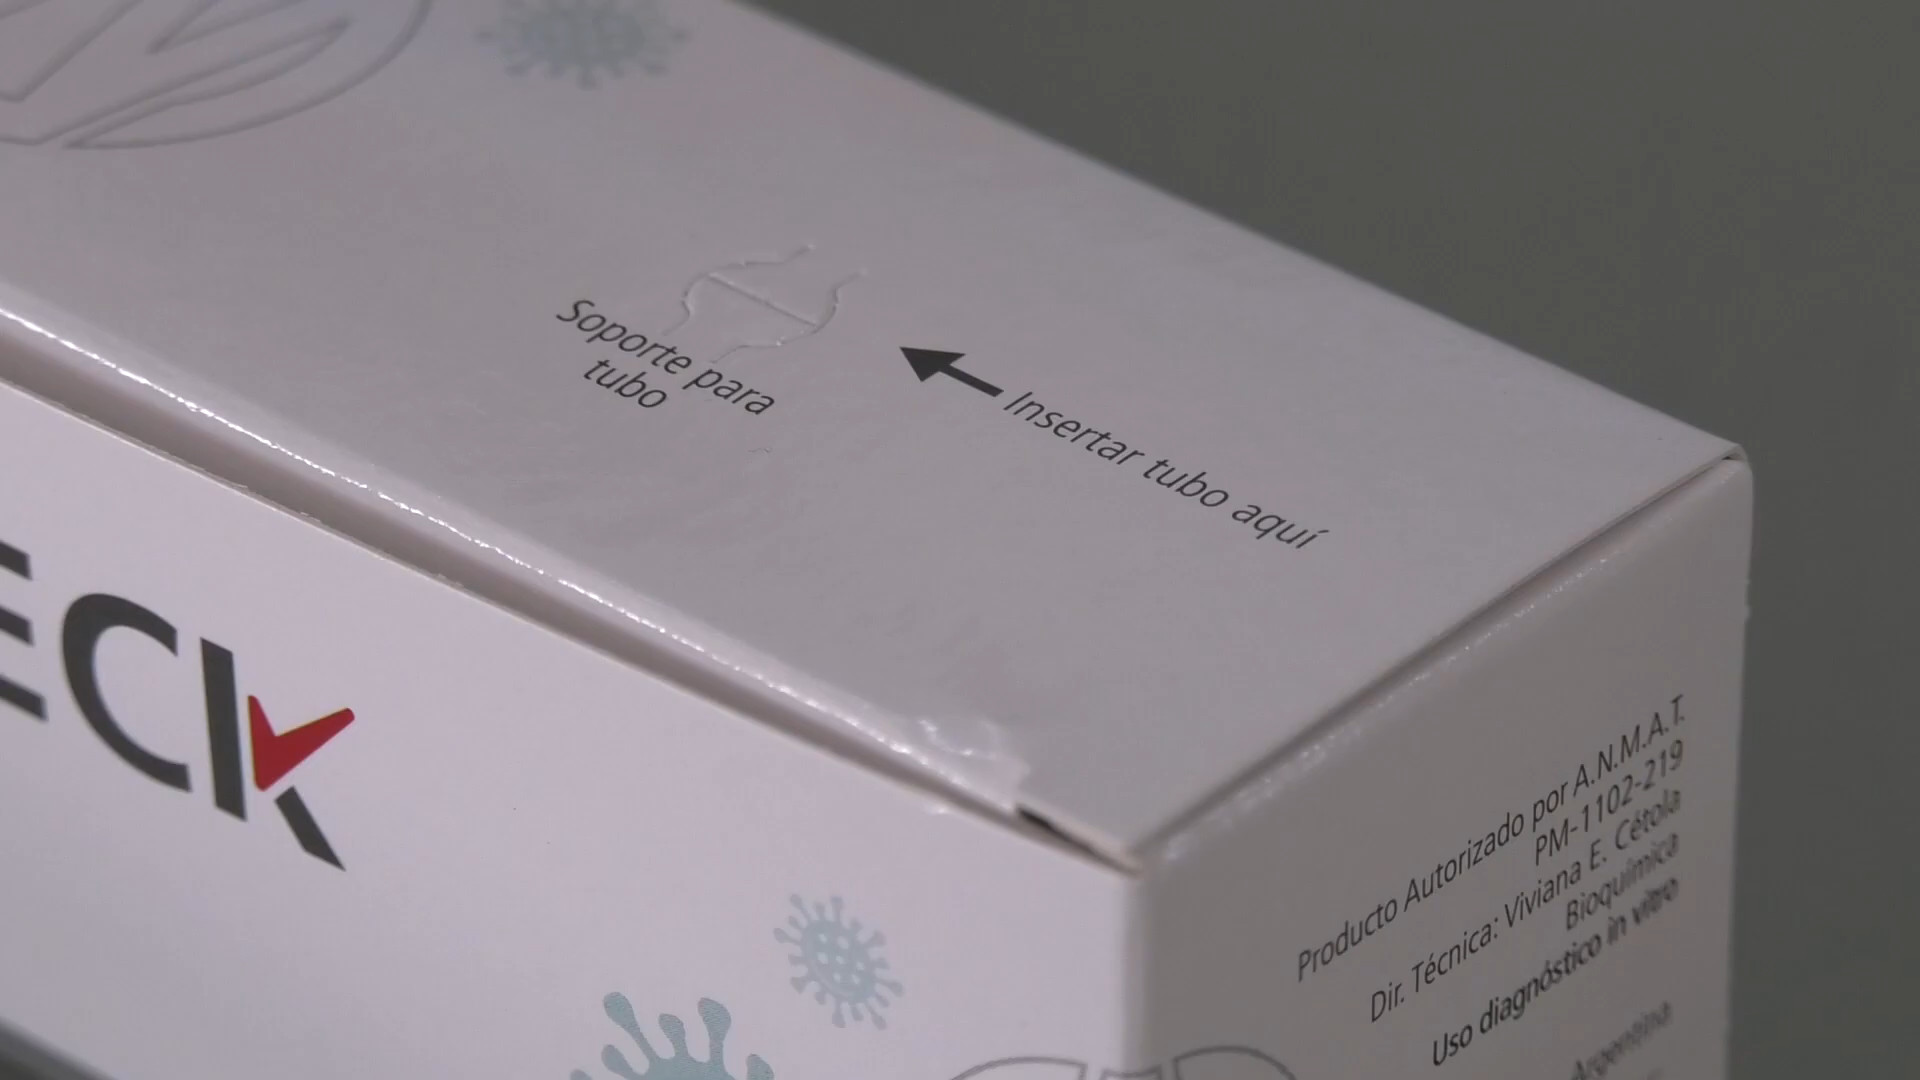 Soporte para
tubo
Insertar tubo aquí
ECK
Producto Autorizado por A.N.M.A.T.
PM-1102-219
Dir. Técnica: Viviana E. Cétola
Bioquímica
Uso diagnóstico in vitro
Argentina